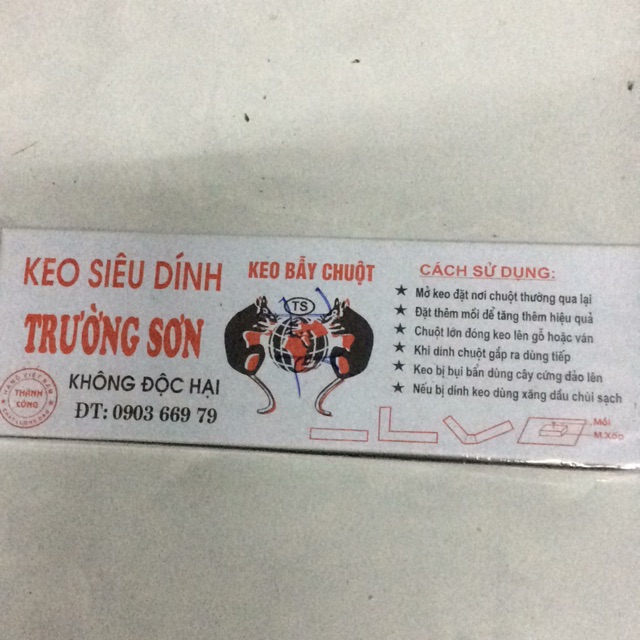 KEO SIÊU DÍNH
TRƯỜNG SƠN
KHÔNG ĐỘC HẠI
ĐT: 0903 669 79
THÀNH
CÔNG
KEO BẪY CHUỘT
TS
CÁCH SỬ DỤNG:
★ Mở keo đặt nơi chuột thường qua lại
★ Đặt thêm mồi để tăng thêm hiệu quả
★ Chuột lớn đóng keo lên gỗ hoặc ván
★ Khi dính chuột gắp ra dùng tiếp
★ Keo bị bụi bẩn dùng cây cứng đảo lên
★ Nếu bị dính keo dùng xăng dầu chùi sạch
Mồi
M.Xốp